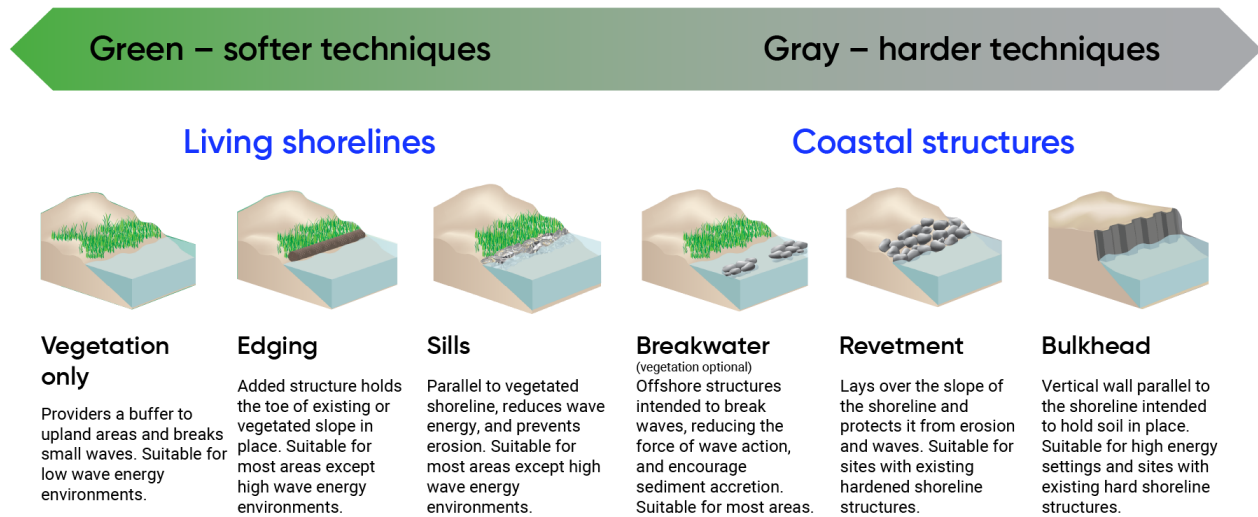 Green – softer techniques
Gray – harder techniques
Living shorelines
Coastal structures
Vegetation
only
Providers a buffer to
upland areas and breaks
small waves. Suitable for
low wave energy
environments.
Edging
Added structure holds
the toe of existing or
vegetated slope in
place. Suitable for
most areas except
high wave energy
environments.
Sills
Parallel to vegetated
shoreline, reduces wave
energy, and prevents
erosion. Suitable for
most areas except high
wave energy
environments.
Breakwater
(vegetation optional)
Offshore structures
intended to break
waves, reducing the
force of wave action,
and encourage
sediment accretion.
Suitable for most areas.
Revetment
Lays over the slope of
the shoreline and
protects it from erosion
and waves. Suitable for
sites with existing
hardened shoreline
structures.
Bulkhead
Vertical wall parallel to
the shoreline intended
to hold soil in place.
Suitable for high energy
settings and sites with
existing hard shoreline
structures.